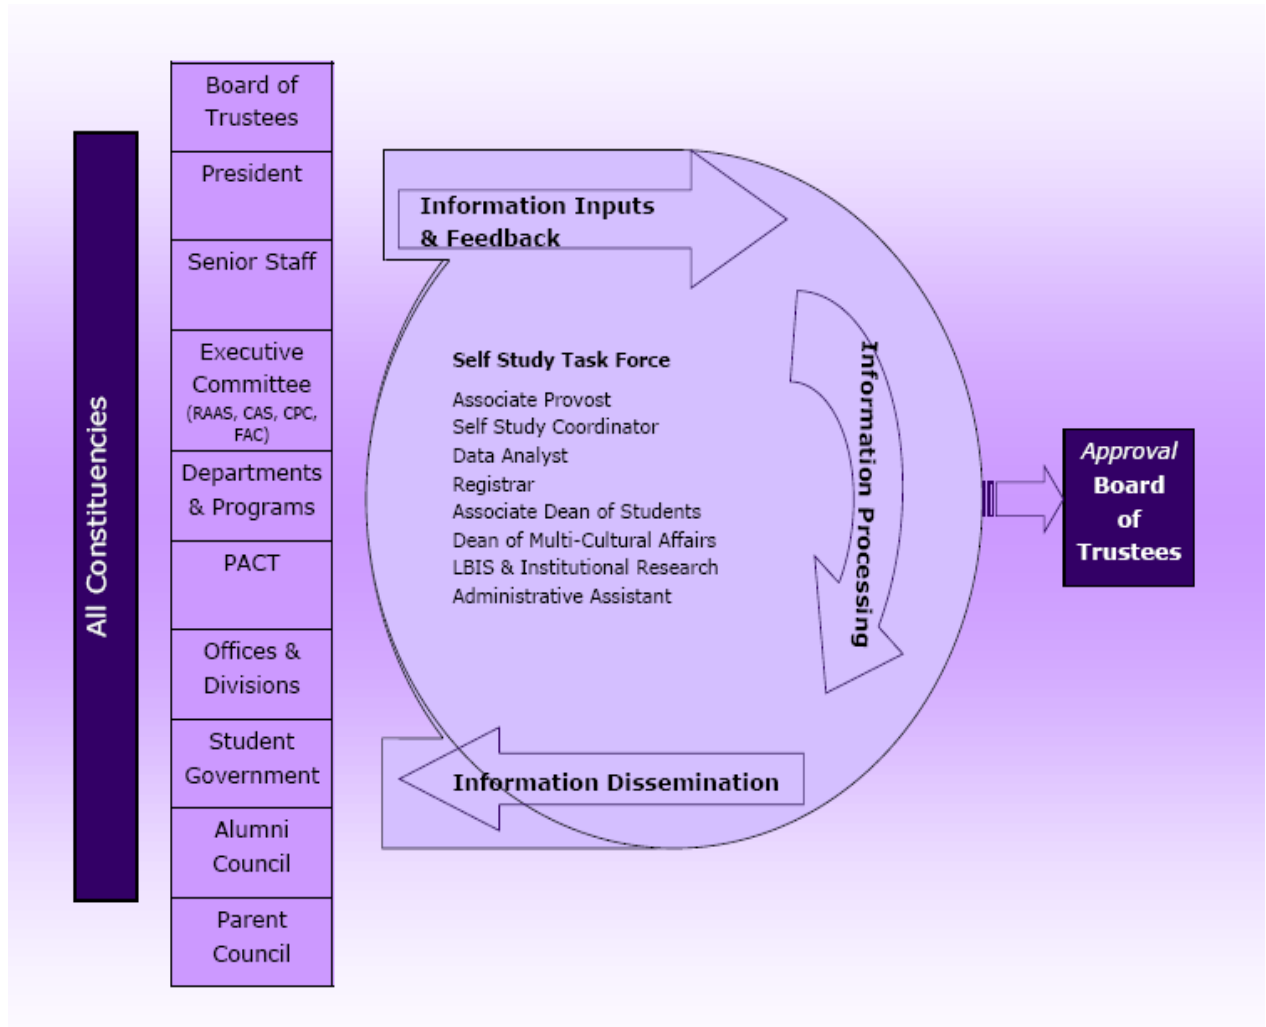 All Constituencies
Board of
Trustees
President
Senior Staff
Executive
Committee
(RAAS, CAS, CPC,
FAC)
Departments
& Programs
PACT
Offices &
Divisions
Student
Government
Alumni
Council
Parent
Council
Information Inputs
& Feedback
Self Study Task Force
Associate Provost
Self Study Coordinator
Data Analyst
Registrar
Associate Dean of Students
Dean of Multi-Cultural Affairs
LBIS & Institutional Research
Administrative Assistant
Information Processing
Information Dissemination
Approval
Board
of
Trustees